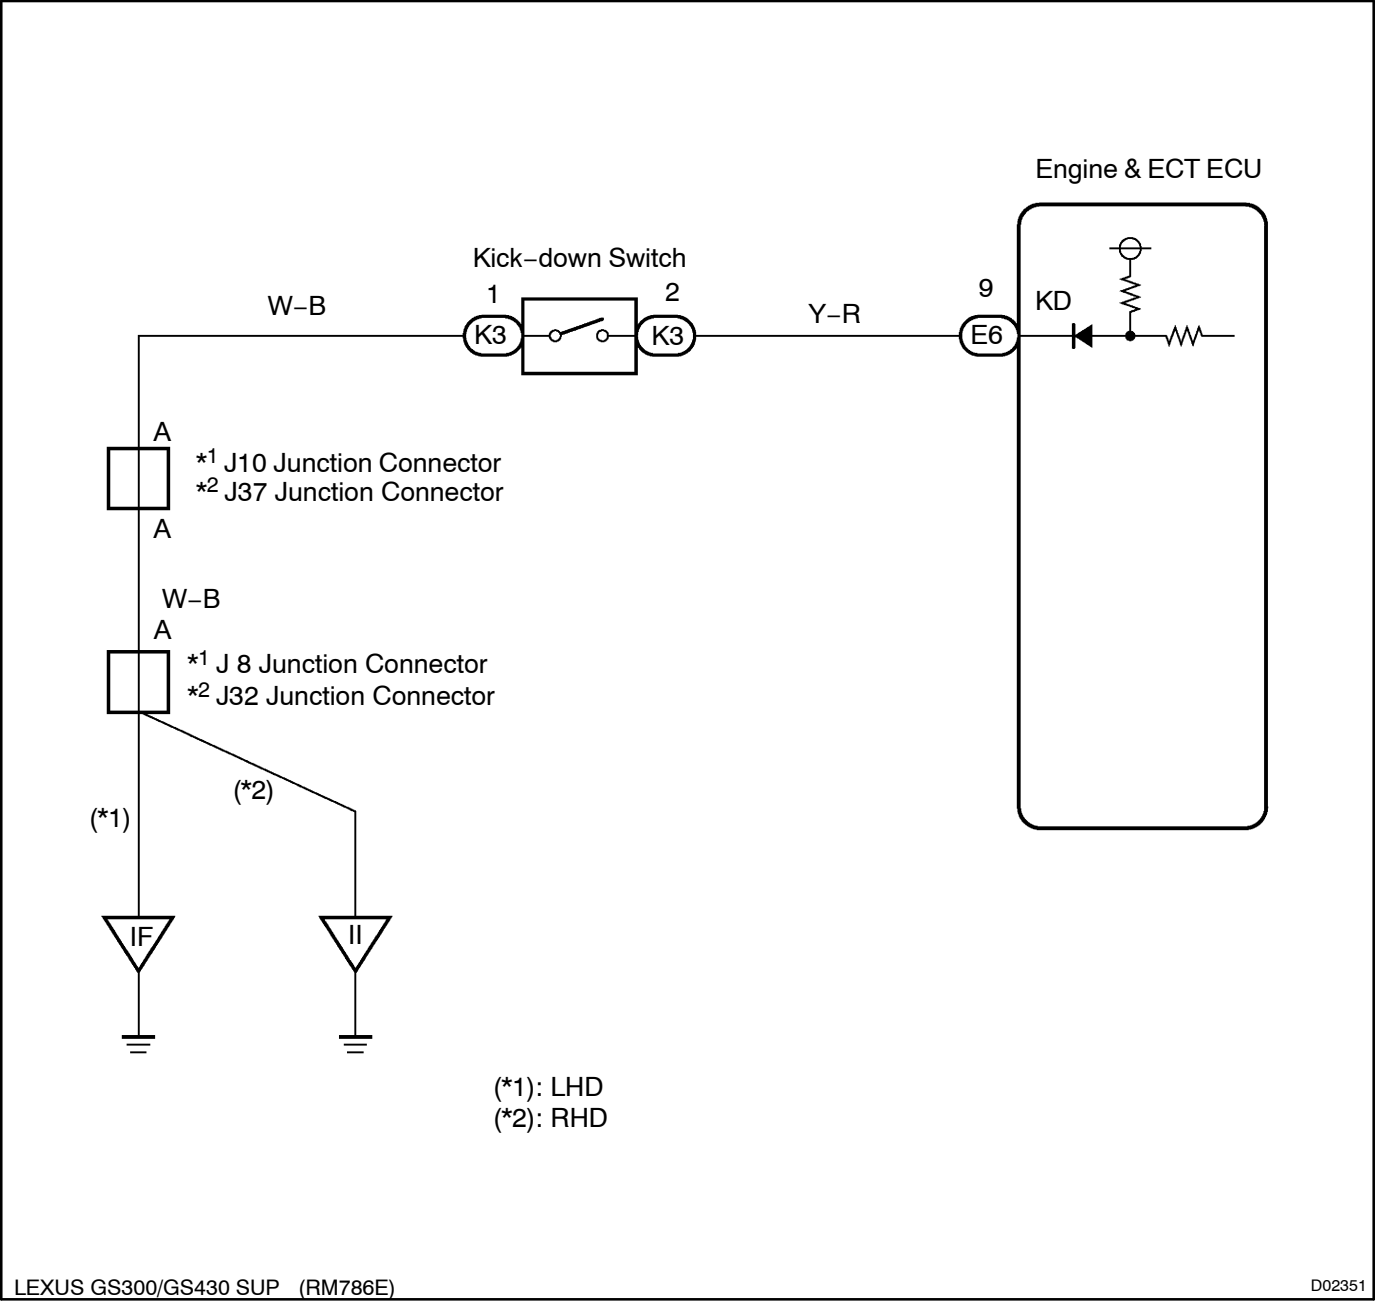 Engine & ECT ECU
Kick–down Switch
1
2
9
KD
W–B
Y–R
K3
K3
E6
A
*1 J10 Junction Connector
*2 J37 Junction Connector
A
W–B
A
*1 J 8 Junction Connector
*2 J32 Junction Connector
(*2)
(*1)
IF
II
(*1): LHD
(*2): RHD
LEXUS GS300/GS430 SUP (RM786E)
D02351